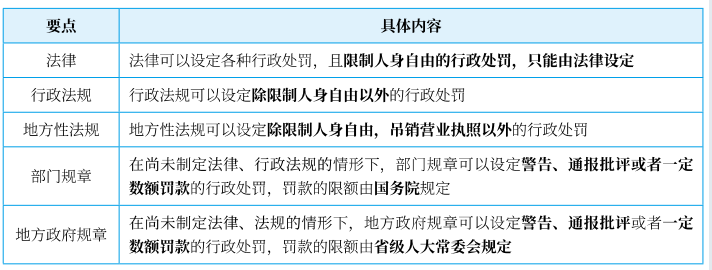 要点 具体内容
法律 法律可以设定各种行政处罚，且限制人身自由的行政处罚，只能由法律设定
行政法规 行政法规可以设定除限制人身自由以外的行政处罚
地方性法规 地方性法规可以设定除限制人身自由，吊销营业执照以外的行政处罚
部门规章 在尚未制定法律、行政法规的情形下，部门规章可以设定警告、通报批评或者一定
数额罚款的行政处罚，罚款的限额由国务院规定
地方政府规章 在尚未制定法律、法规的情形下，地方政府规章可以设定警告、通报批评或者一定
数额罚款的行政处罚，罚款的限额由省级人大常委会规定